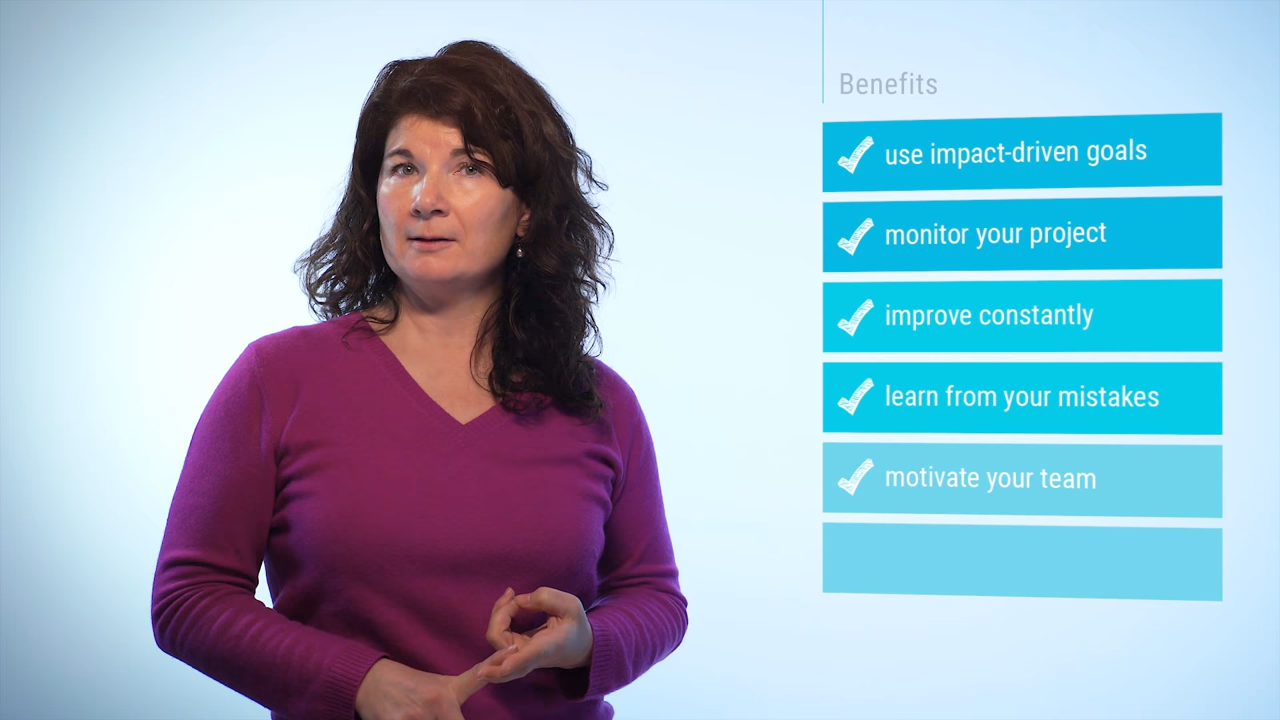 Benefits
use impact-driven goals
monitor your project
improve constantly
learn from your mistakes
motivate your team